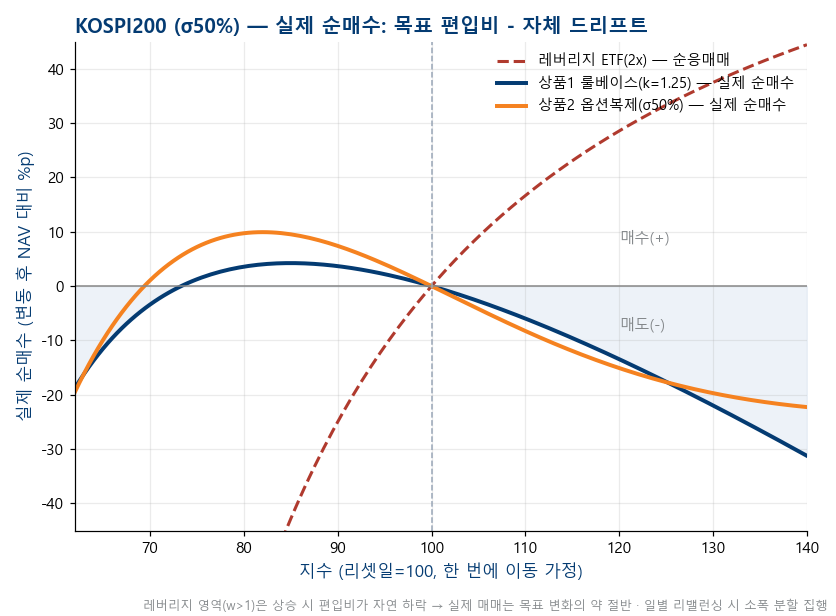 KOSPI200 (σ50%) — 실제 순매수: 목표 편입비 - 자체 드리프트
레버리지 ETF(2x) — 순응매매
상품1 룰베이스(k=1.25) — 실제 순매수
상품2 옵션복제(σ50%) — 실제 순매수
매수(+)
매도(-)
실제 순매수 (변동 후 NAV 대비 %p)
40
30
20
10
0
-10
-20
-30
-40
70 80 90 100 110 120 130 140
지수 (리셋일=100, 한 번에 이동 가정)
레버리지 영역(w>1)은 상승 시 편입비가 자연 하락 → 실제 매매는 목표 변화의 약 절반 · 일별 리밸런싱 시 소폭 분할 집행